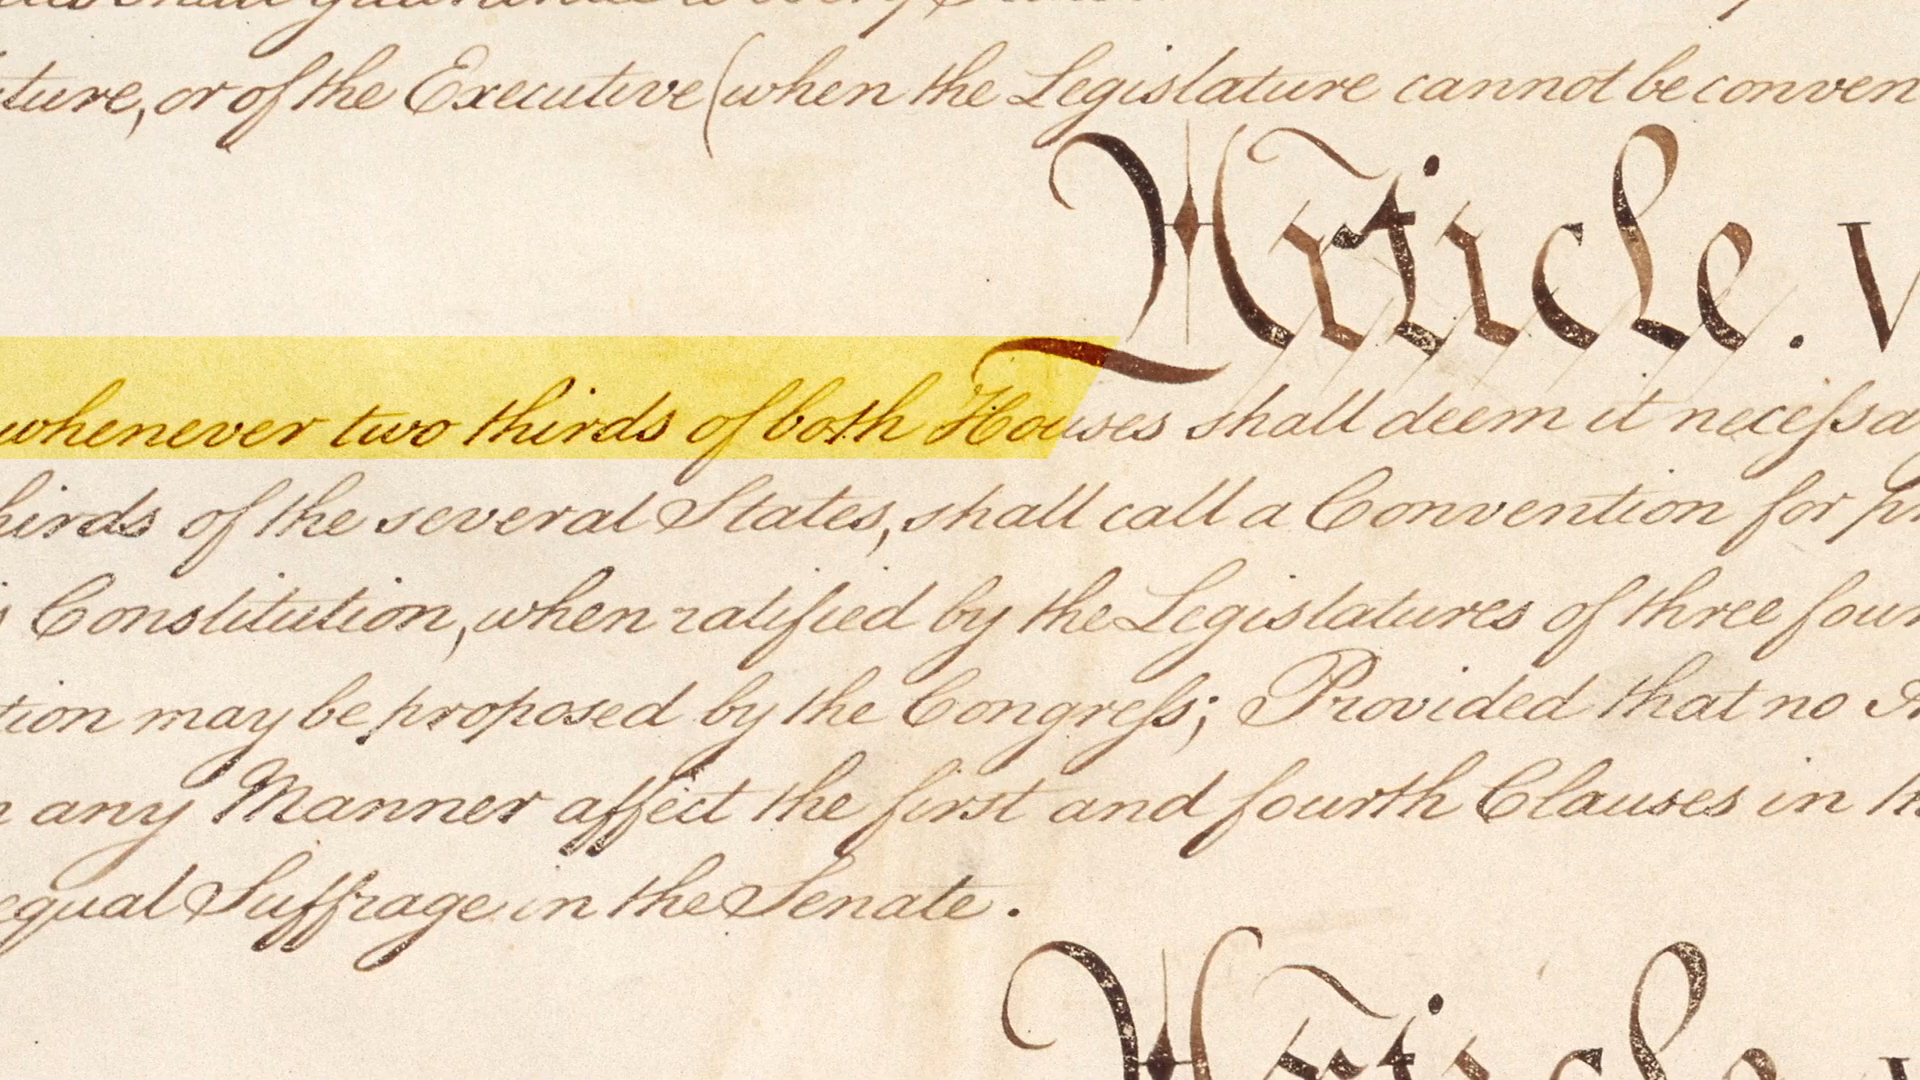 ture, or of the Executive (when the Legislature cannot be conven
Article. V
whenever two thirds of both Houses shall deem it necessa
hirds of the several States, shall call a Convention for pr
s Constitution, when ratified by the Legislatures of three four
tion may be proposed by the Congress; Provided that no A
n any Manner affect the first and fourth Clauses in th
equal Suffrage in the Senate.
Article. V